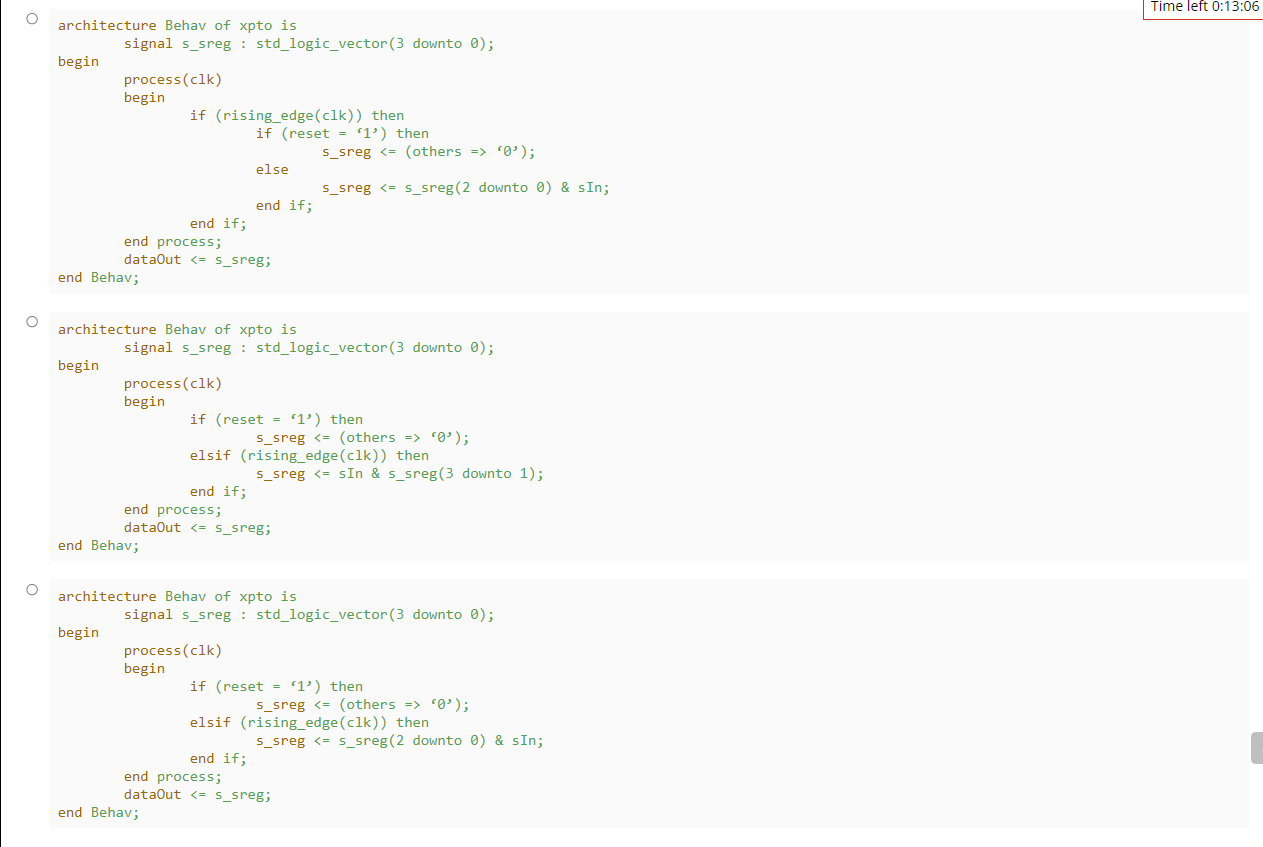 Time left 0:13:06
architecture Behav of xpto is
signal s_sreg : std_logic_vector(3 downto 0);
begin
process(clk)
begin
if (rising_edge(clk)) then
if (reset = ‘1’) then
s_sreg <= (others => ‘0’);
else
s_sreg <= s_sreg(2 downto 0) & sIn;
end if;
end if;
end process;
dataOut <= s_sreg;
end Behav;
architecture Behav of xpto is
signal s_sreg : std_logic_vector(3 downto 0);
begin
process(clk)
begin
if (reset = ‘1’) then
s_sreg <= (others => ‘0’);
elsif (rising_edge(clk)) then
s_sreg <= sIn & s_sreg(3 downto 1);
end if;
end process;
dataOut <= s_sreg;
end Behav;
architecture Behav of xpto is
signal s_sreg : std_logic_vector(3 downto 0);
begin
process(clk)
begin
if (reset = ‘1’) then
s_sreg <= (others => ‘0’);
elsif (rising_edge(clk)) then
s_sreg <= s_sreg(2 downto 0) & sIn;
end if;
end process;
dataOut <= s_sreg;
end Behav;